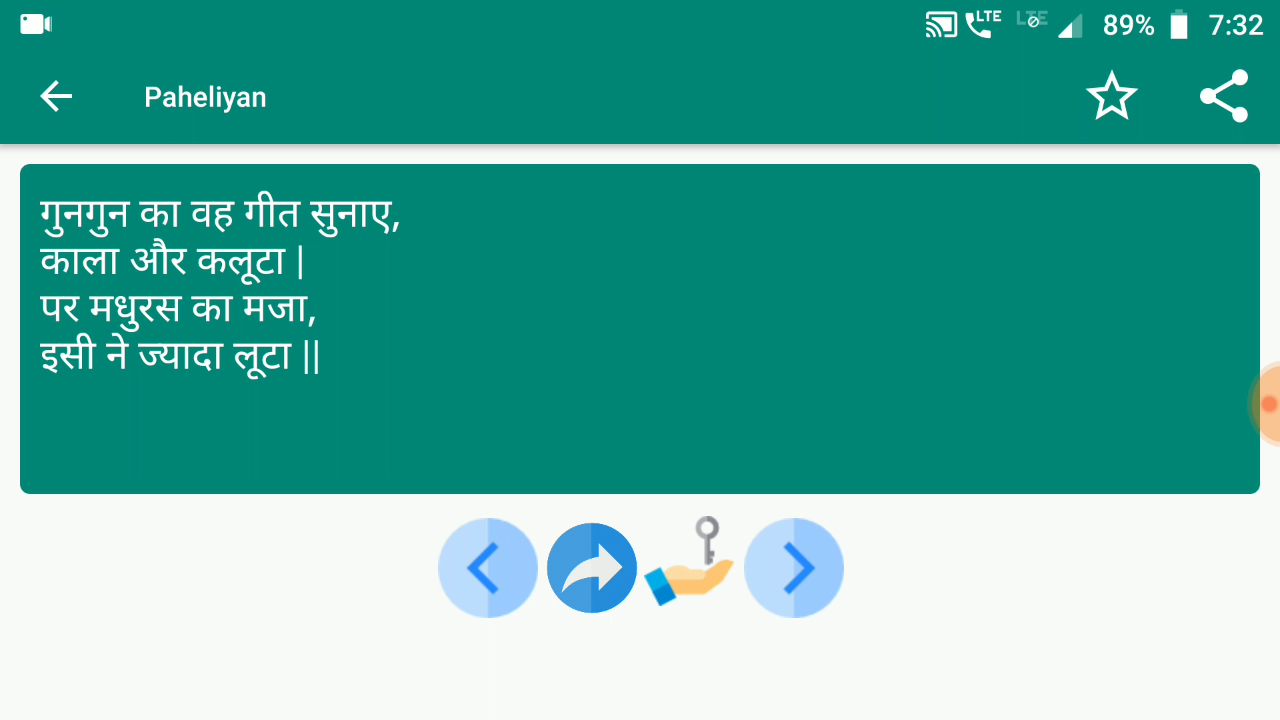 LTE LTE 89% 7:32
Paheliyan
गुनगुन का वह गीत सुनाए,
काला और कलूटा |
पर मधुरस का मजा,
इसी ने ज्यादा लूटा ||